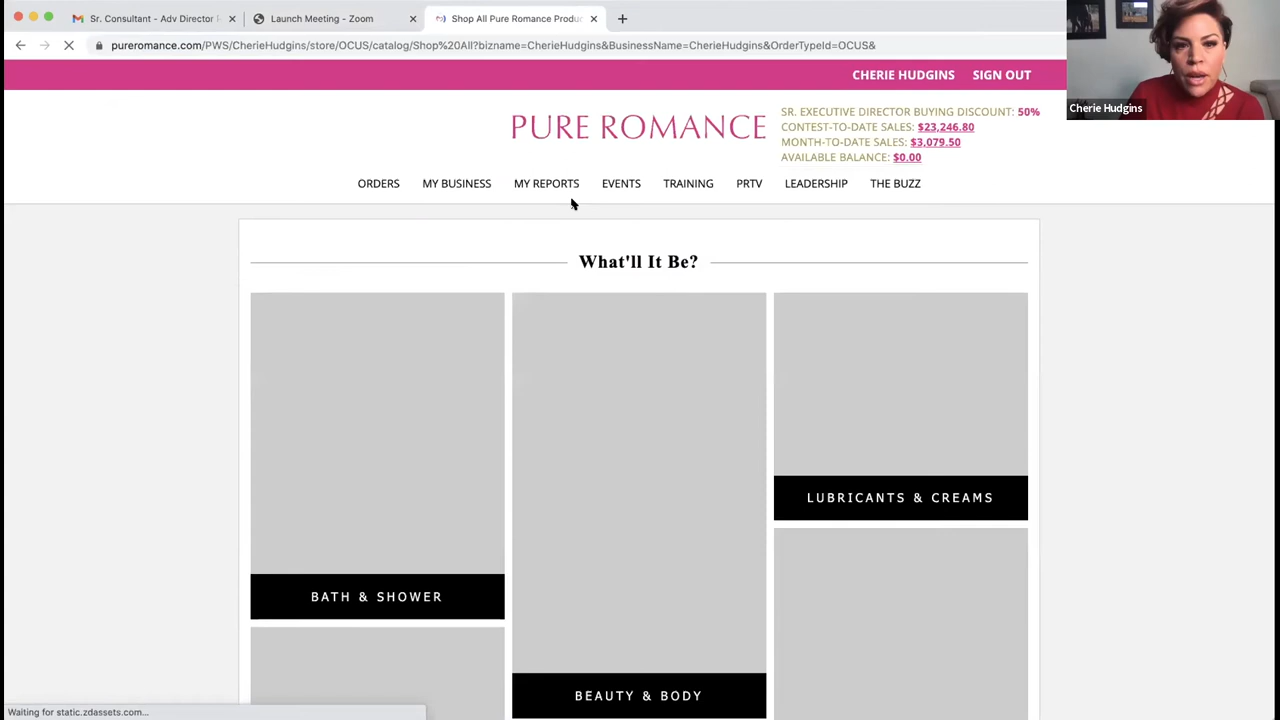 Sr. Consultant - Adv Director
Launch Meeting - Zoom
Shop All Pure Romance Produ
pureromance.com/PWS/CherieHudgins/store/OCUS/catalog/Shop%20All?bizname=CherieHudgins&BusinessName=CherieHudgins&OrderTypeId=OCUS&
CHERIE HUDGINS SIGN OUT
Cherie Hudgins
PURE ROMANCE
SR. EXECUTIVE DIRECTOR BUYING DISCOUNT: 50%
CONTEST-TO-DATE SALES: $23,246.80
MONTH-TO-DATE SALES: $3,079.50
AVAILABLE BALANCE: $0.00
ORDERS MY BUSINESS MY REPORTS EVENTS TRAINING PRTV LEADERSHIP THE BUZZ
What'll It Be?
LUBRICANTS & CREAMS
BATH & SHOWER
BEAUTY & BODY
Waiting for static.zdassets.com...